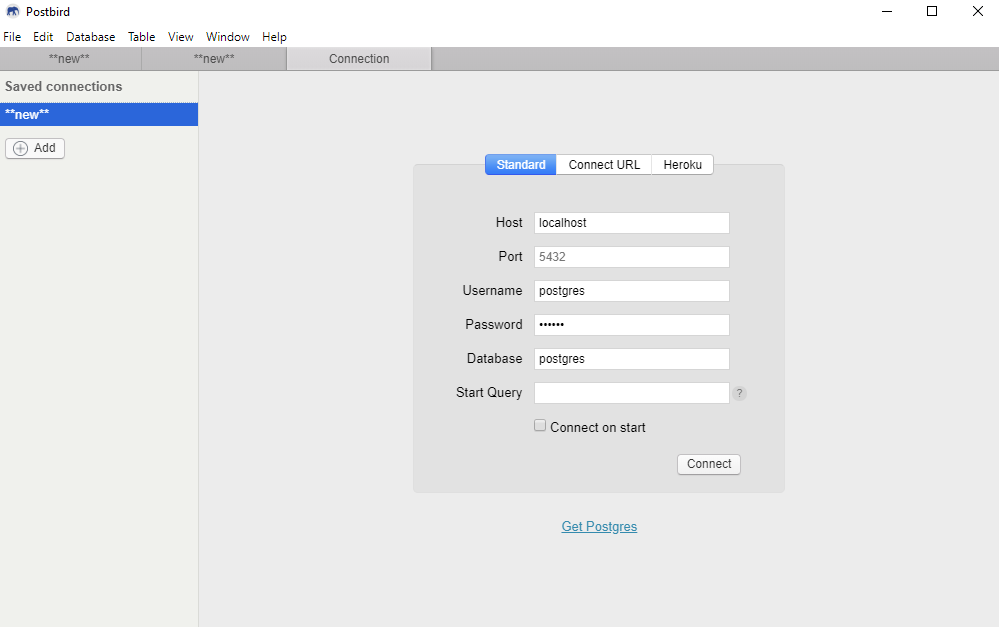 Postbird
File Edit Database Table View Window Help
**new** **new** Connection
Saved connections
**new**
Add
Standard Connect URL Heroku
Host localhost
Port 5432
Username postgres
Password ••••••
Database postgres
Start Query ?
Connect on start
Connect
Get Postgres